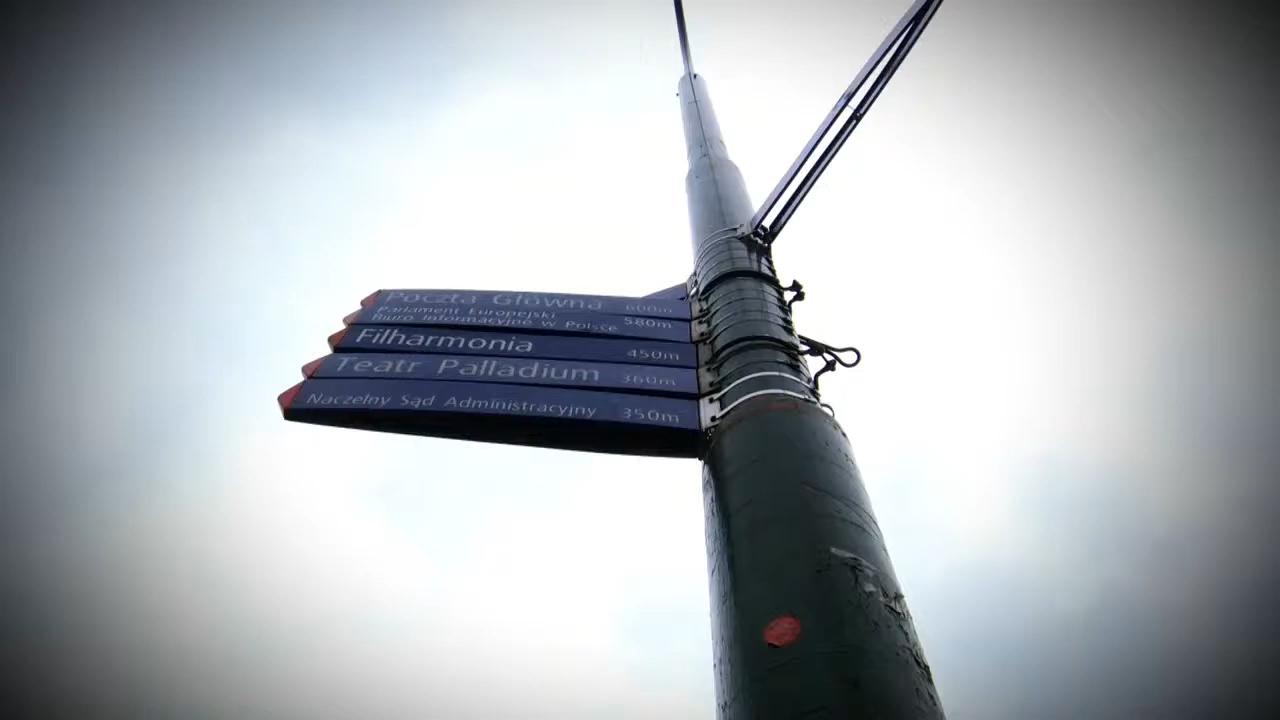 Poczta Główna 600m
Parlament Europejski
Biuro Informacyjne w Polsce 580m
Filharmonia 450m
Teatr Palladium 360m
Naczelny Sąd Administracyjny 350m